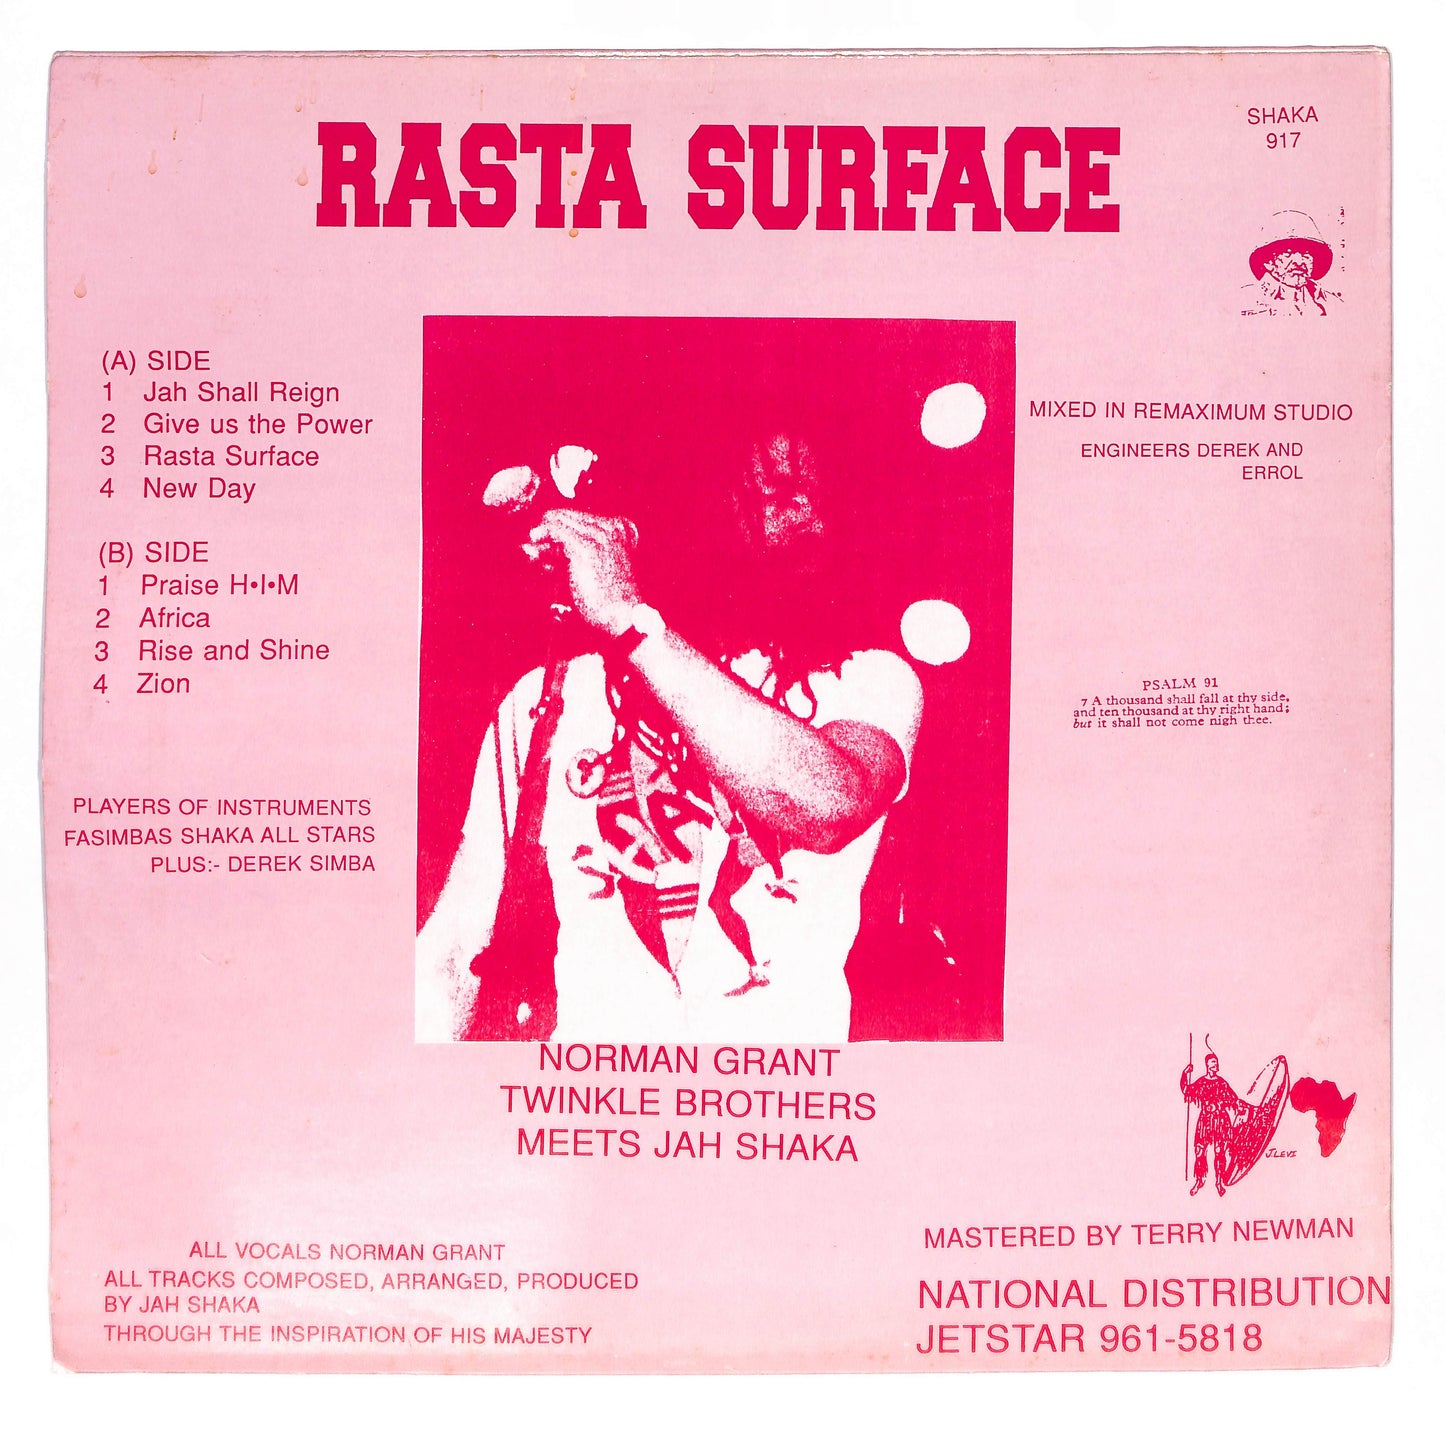 RASTA SURFACE
SHAKA
917
(A) SIDE
1 Jah Shall Reign
2 Give us the Power
3 Rasta Surface
4 New Day
(B) SIDE
1 Praise H•I•M
2 Africa
3 Rise and Shine
4 Zion
PLAYERS OF INSTRUMENTS
FASIMBAS SHAKA ALL STARS
PLUS:- DEREK SIMBA
MIXED IN REMAXIMUM STUDIO
ENGINEERS DEREK AND
ERROL
PSALM 91
7 A thousand shall fall at thy side,
and ten thousand at thy right hand;
but it shall not come nigh thee.
NORMAN GRANT
TWINKLE BROTHERS
MEETS JAH SHAKA
J.LEVI
ALL VOCALS NORMAN GRANT
ALL TRACKS COMPOSED, ARRANGED, PRODUCED
BY JAH SHAKA
THROUGH THE INSPIRATION OF HIS MAJESTY
MASTERED BY TERRY NEWMAN
NATIONAL DISTRIBUTION
JETSTAR 961-5818